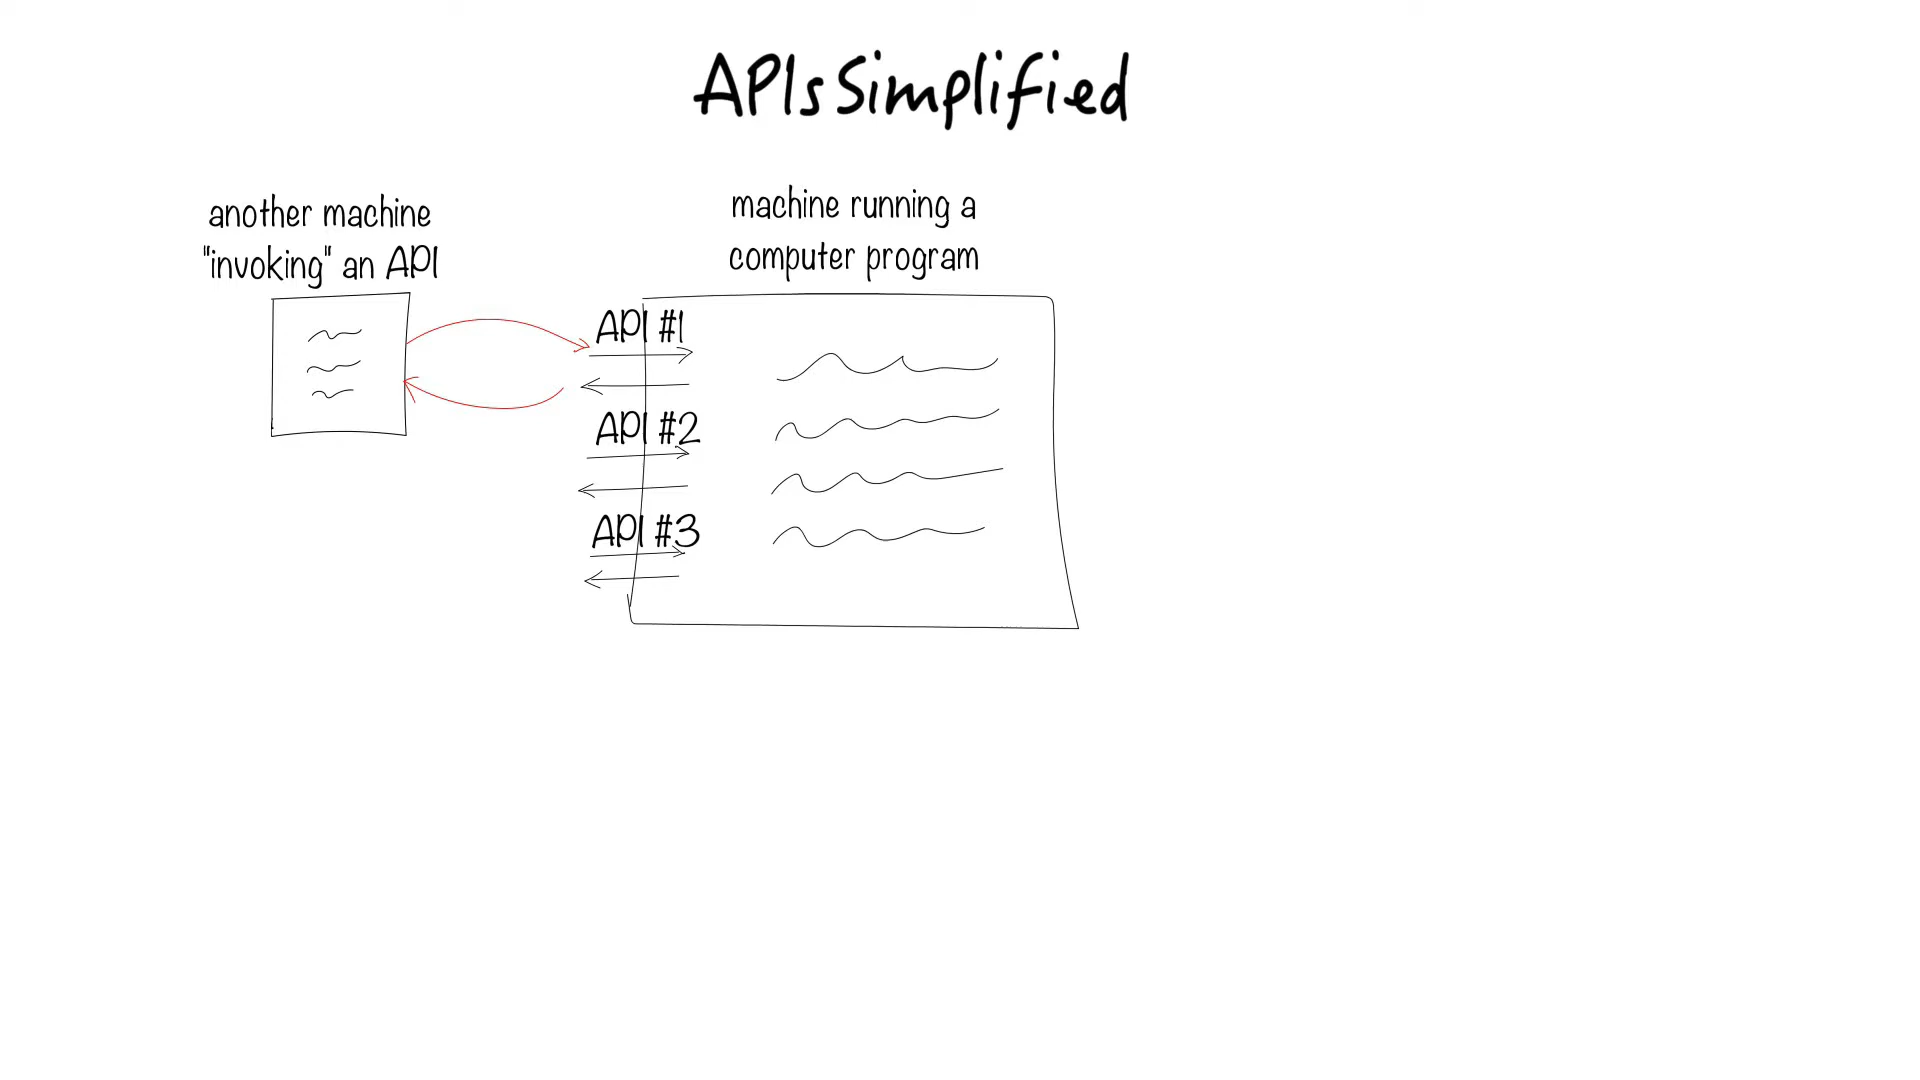 APIs Simplified
another machine
"invoking" an API
machine running a
computer program
API #1
API #2
API #3